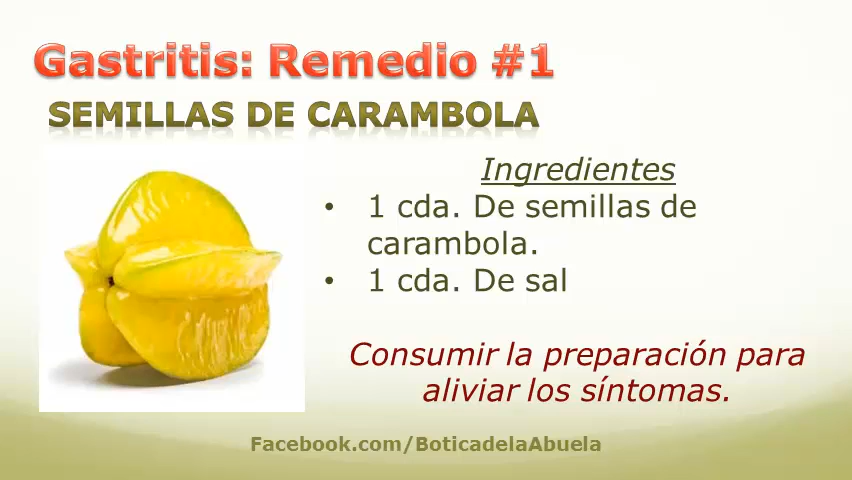 Gastritis: Remedio #1
SEMILLAS DE CARAMBOLA
Ingredientes
• 1 cda. De semillas de
carambola.
• 1 cda. De sal
Consumir la preparación para
aliviar los síntomas.
Facebook.com/BoticadelaAbuela